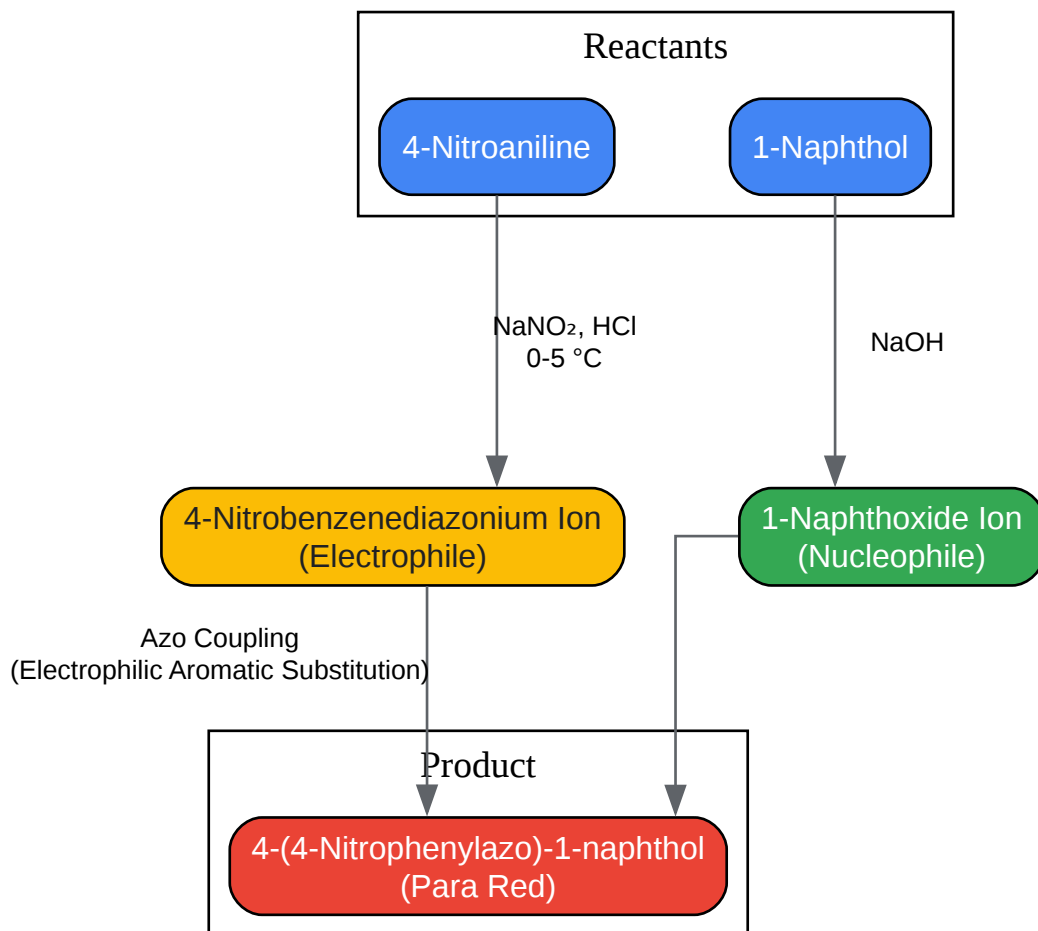 Reactants
4-Nitroaniline
1-Naphthol
NaNO₂, HCl
0-5 °C
NaOH
4-Nitrobenzenediazonium Ion
(Electrophile)
1-Naphthoxide Ion
(Nucleophile)
Azo Coupling
(Electrophilic Aromatic Substitution)
Product
4-(4-Nitrophenylazo)-1-naphthol
(Para Red)